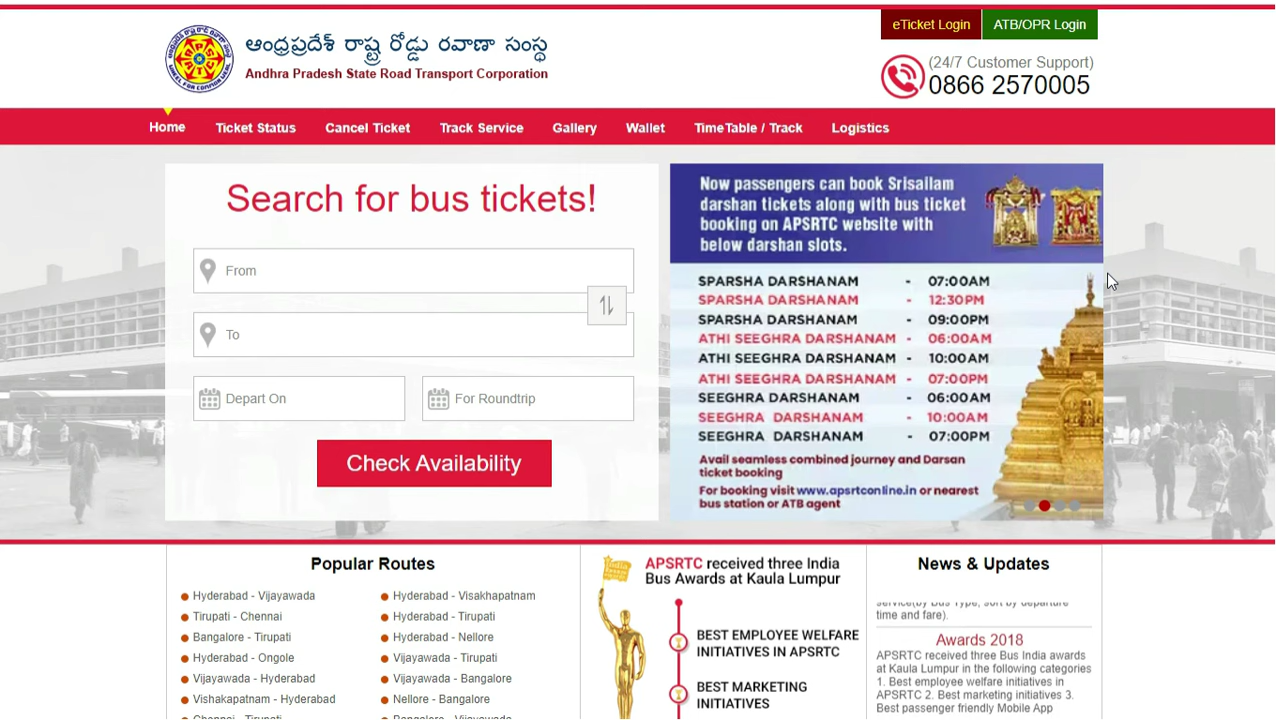 eTicket Login
ATB/OPR Login
ఆంధ్రప్రదేశ్ రాష్ట్ర రోడ్డు రవాణా సంస్థ
Andhra Pradesh State Road Transport Corporation
(24/7 Customer Support)
0866 2570005
Home
Ticket Status
Cancel Ticket
Track Service
Gallery
Wallet
TimeTable / Track
Logistics
Search for bus tickets!
From
To
Depart On
For Roundtrip
Check Availability
Now passengers can book Srisailam
darshan tickets along with bus ticket
booking on APSRTC website with
below darshan slots.
SPARSHA DARSHANAM - 07:00AM
SPARSHA DARSHANAM - 12:30PM
SPARSHA DARSHANAM - 09:00PM
ATHI SEEGHRA DARSHANAM - 06:00AM
ATHI SEEGHRA DARSHANAM - 10:00AM
ATHI SEEGHRA DARSHANAM - 07:00PM
SEEGHRA DARSHANAM - 06:00AM
SEEGHRA DARSHANAM - 10:00AM
SEEGHRA DARSHANAM - 07:00PM
Avail seamless combined journey and Darsan
ticket booking
For booking visit www.apsrtconline.in or nearest
bus station or ATB agent
Popular Routes
Hyderabad - Vijayawada
Tirupati - Chennai
Bangalore - Tirupati
Hyderabad - Ongole
Vijayawada - Hyderabad
Vishakapatnam - Hyderabad
Chennai - Tirupati
Hyderabad - Visakhapatnam
Hyderabad - Tirupati
Hyderabad - Nellore
Vijayawada - Tirupati
Vijayawada - Bangalore
Nellore - Bangalore
Bangalore - Vijayawada
APSRTC received three India
Bus Awards at Kaula Lumpur
BEST EMPLOYEE WELFARE
INITIATIVES IN APSRTC
BEST MARKETING
INITIATIVES
News & Updates
service(by Bus Type, sort by departure
time and fare).
Awards 2018
APSRTC received three Bus India awards
at Kaula Lumpur in the following categories
1. Best employee welfare initiatives in
APSRTC 2. Best marketing initiatives 3.
Best passenger friendly Mobile App